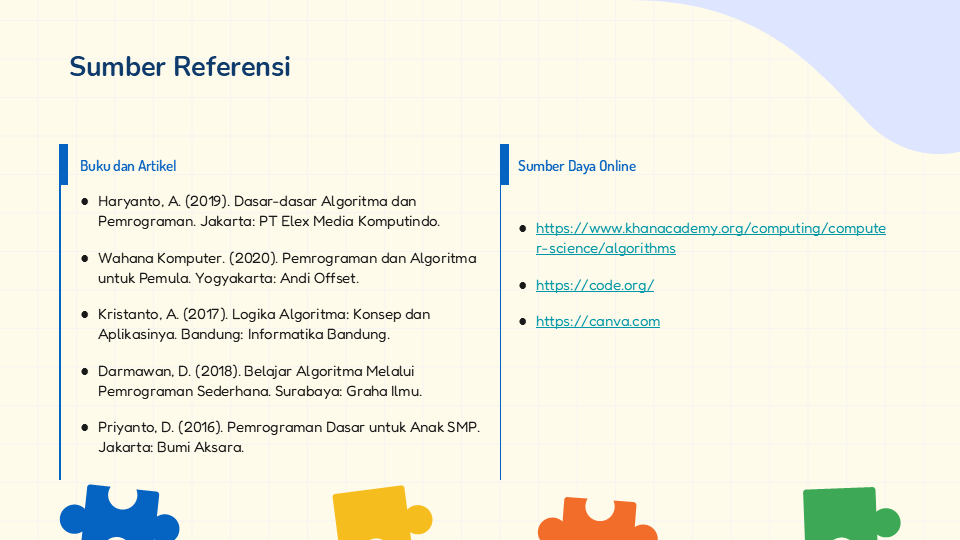 Sumber Referensi
Buku dan Artikel
● Haryanto, A. (2019). Dasar-dasar Algoritma dan
Pemrograman. Jakarta: PT Elex Media Komputindo.
● Wahana Komputer. (2020). Pemrograman dan Algoritma
untuk Pemula. Yogyakarta: Andi Offset.
● Kristanto, A. (2017). Logika Algoritma: Konsep dan
Aplikasinya. Bandung: Informatika Bandung.
● Darmawan, D. (2018). Belajar Algoritma Melalui
Pemrograman Sederhana. Surabaya: Graha Ilmu.
● Priyanto, D. (2016). Pemrograman Dasar untuk Anak SMP.
Jakarta: Bumi Aksara.
Sumber Daya Online
● https://www.khanacademy.org/computing/compute
r-science/algorithms
● https://code.org/
● https://canva.com